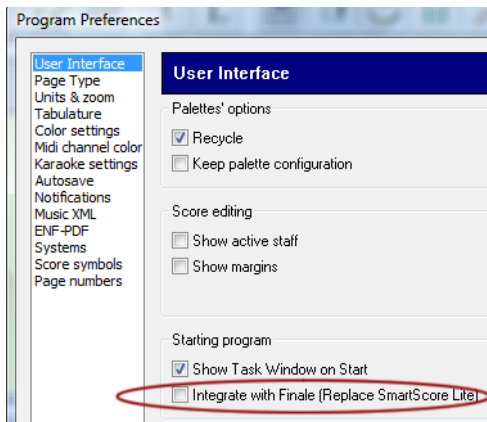 Program Preferences
User Interface
Page Type
Units & zoom
Tabulature
Color settings
Midi channel color
Karaoke settings
Autosave
Notifications
Music XML
ENF-PDF
Systems
Score symbols
Page numbers
User Interface
Palettes' options
Recycle
Keep palette configuration
Score editing
Show active staff
Show margins
Starting program
Show Task Window on Start
Integrate with Finale (Replace SmartScore Lite)